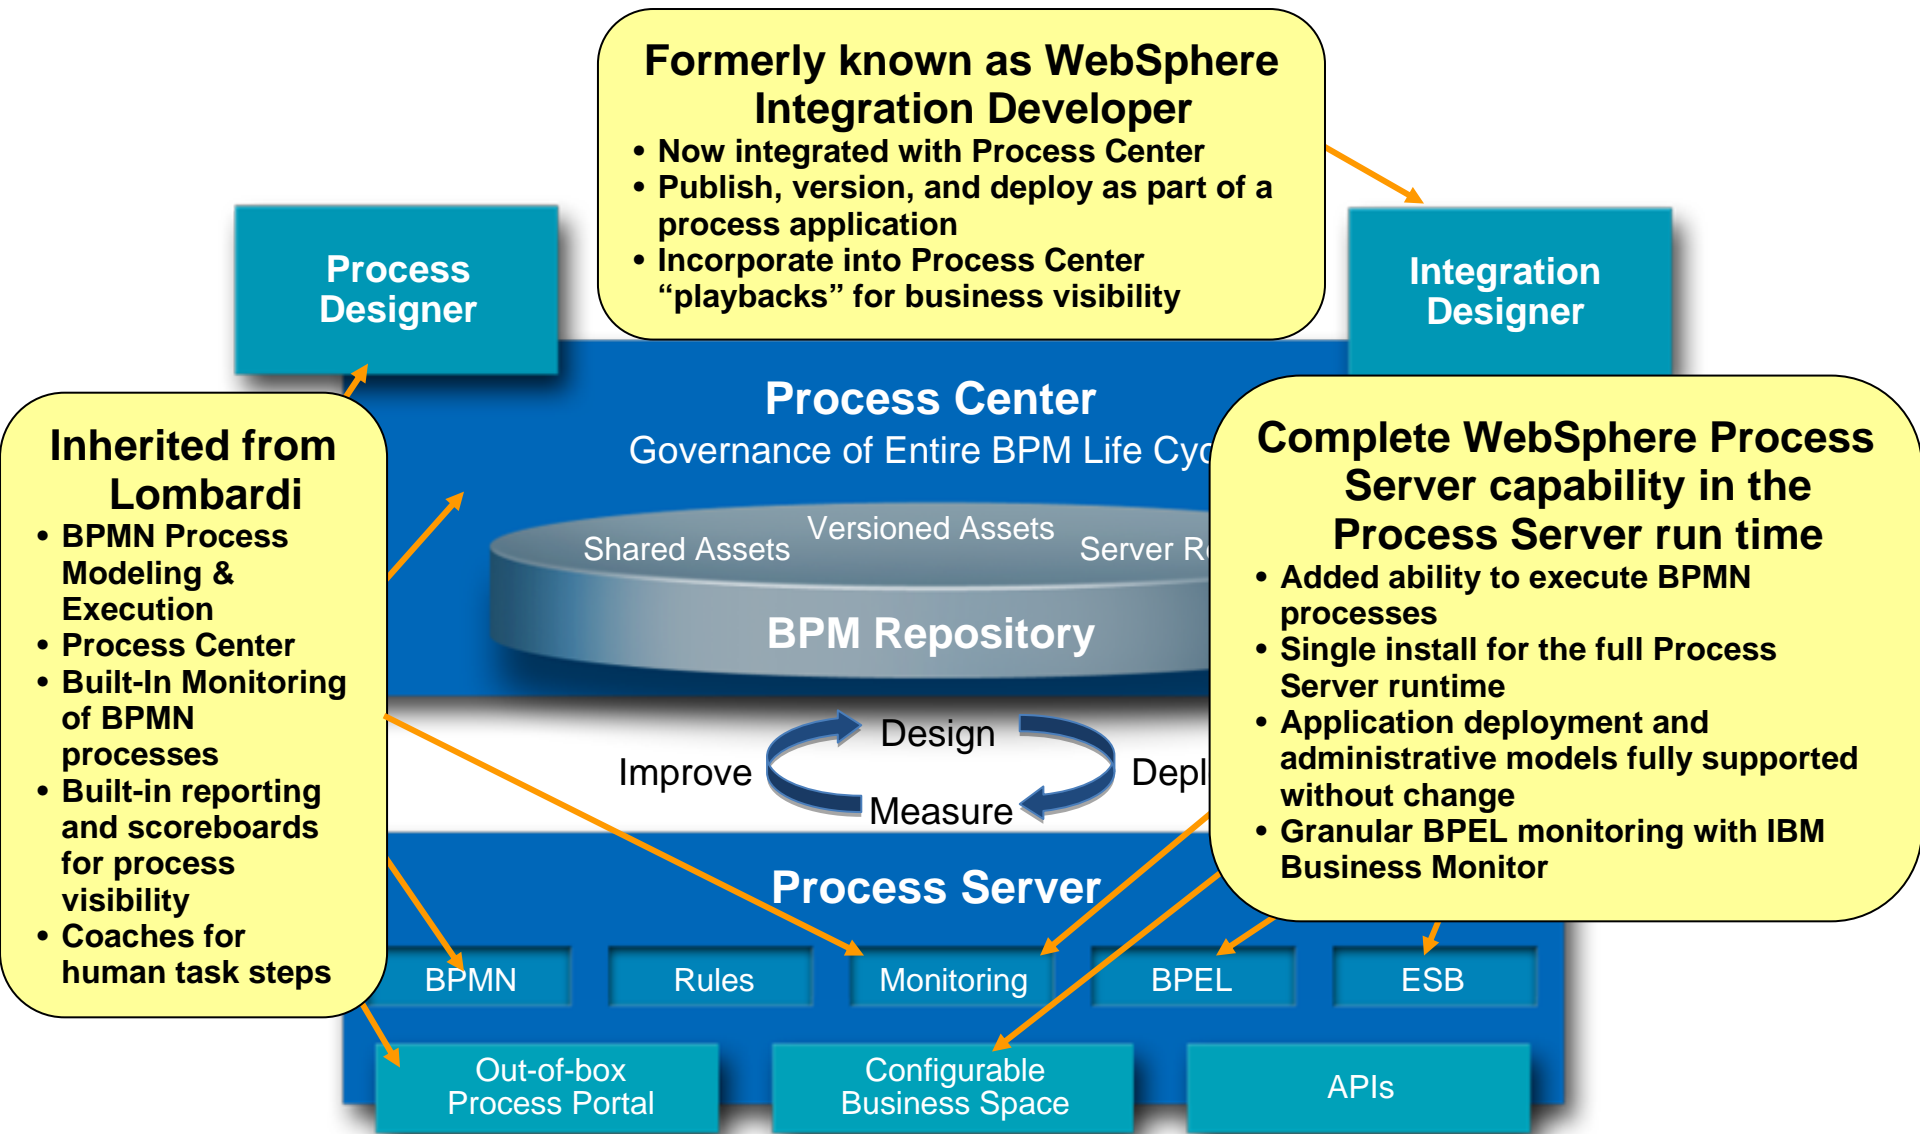 Formerly known as WebSphere
Integration Developer
• Now integrated with Process Center
• Publish, version, and deploy as part of a
process application
• Incorporate into Process Center
“playbacks” for business visibility
Process
Designer
Integration
Designer
Process Center
Governance of Entire BPM Life Cyc
Versioned Assets
Shared Assets
Server R
BPM Repository
Inherited from
Lombardi
• BPMN Process
Modeling &
Execution
• Process Center
• Built-In Monitoring
of BPMN
processes
• Built-in reporting
and scoreboards
for process
visibility
• Coaches for
human task steps
Complete WebSphere Process
Server capability in the
Process Server run time
• Added ability to execute BPMN
processes
• Single install for the full Process
Server runtime
• Application deployment and
administrative models fully supported
without change
• Granular BPEL monitoring with IBM
Business Monitor
Design
Improve
Depl
Measure
Process Server
BPMN
Rules
Monitoring
BPEL
ESB
Out-of-box
Process Portal
Configurable
Business Space
APIs